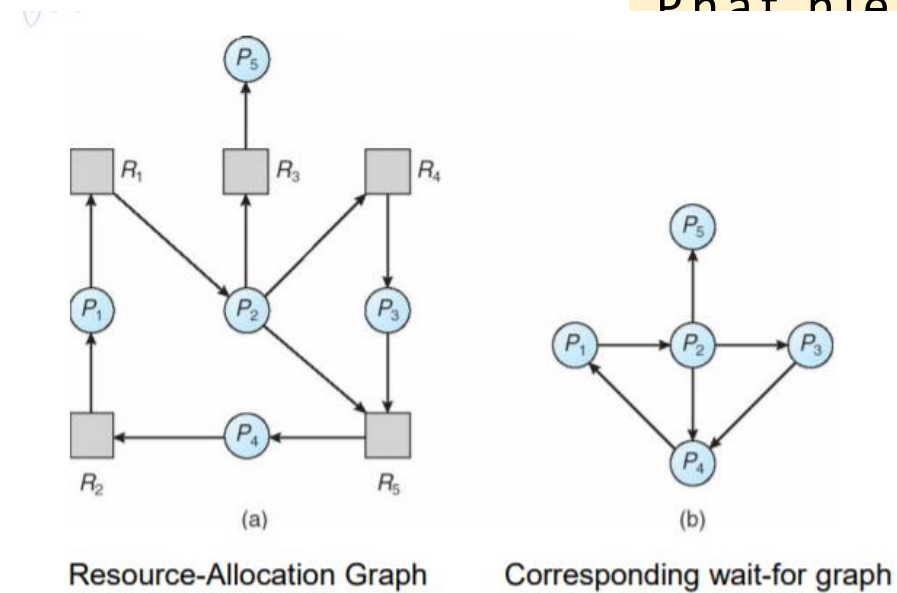 P₅
R₁
R₃
R₄
P₅
P₁
P₂
P₃
P₁
P₂
P₃
P₄
R₂
R₅
P₄
(a)
(b)
Resource-Allocation Graph
Corresponding wait-for graph